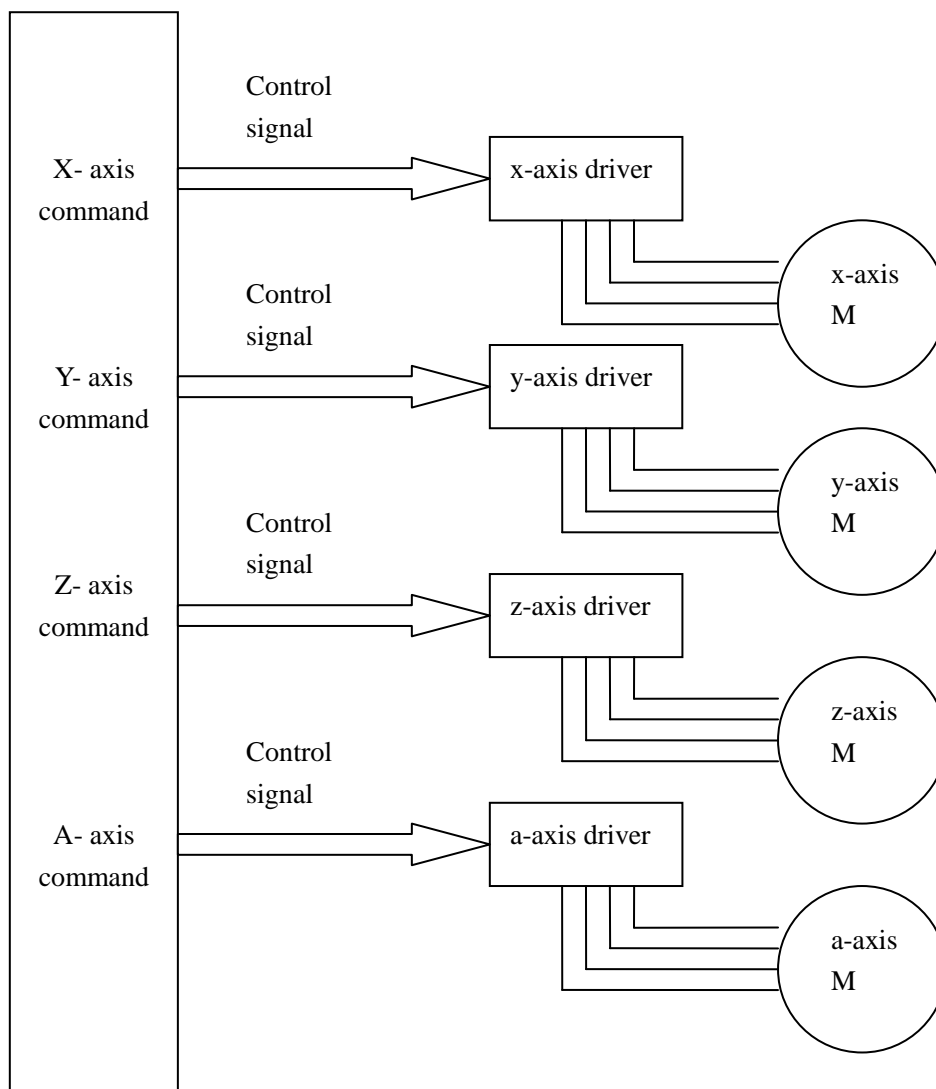 Control
signal
X- axis
command
x-axis driver
x-axis
M
Control
signal
Y- axis
command
y-axis driver
y-axis
M
Control
signal
Z- axis
command
z-axis driver
z-axis
M
Control
signal
A- axis
command
a-axis driver
a-axis
M